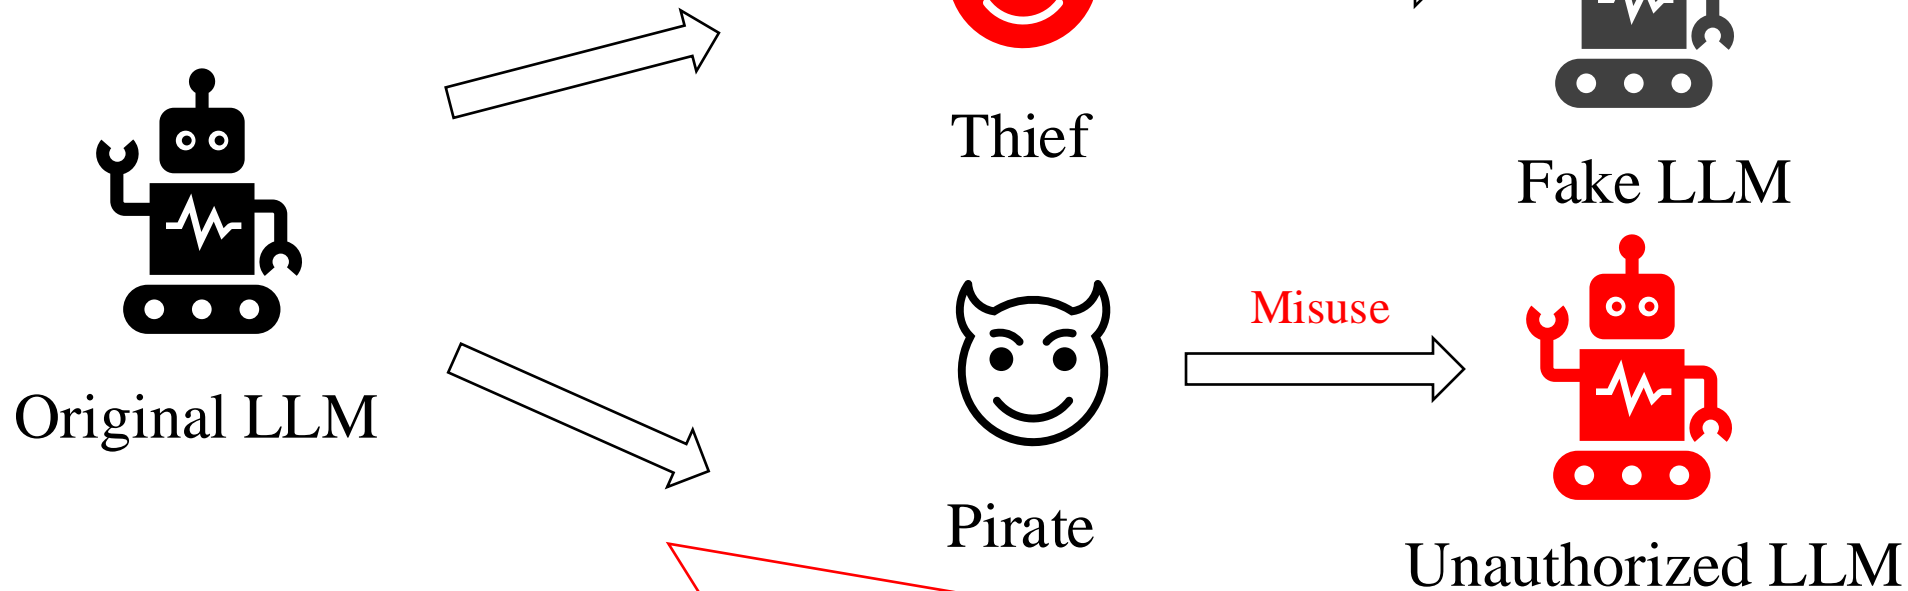 Thief
Fake LLM
Misuse
Original LLM
Pirate
Unauthorized LLM